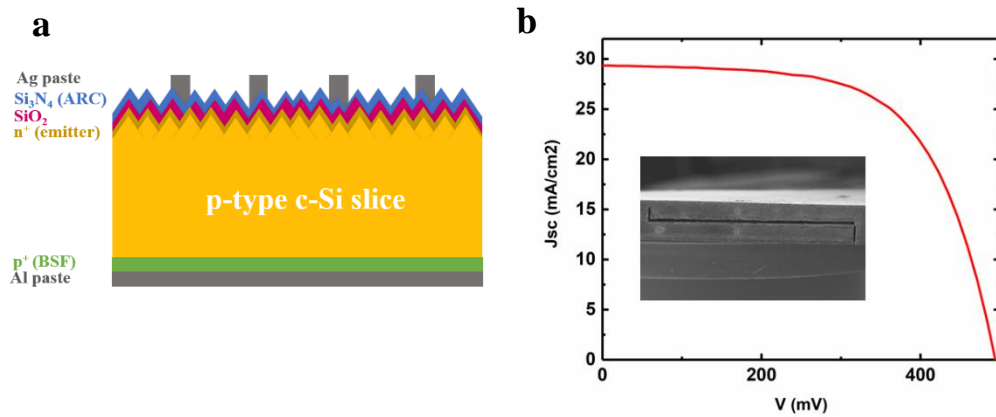 a
Ag paste
Si₃N₄ (ARC)
SiO₂
n⁺ (emitter)
p-type c-Si slice
p⁺ (BSF)
Al paste
b
Jsc (mA/cm2)
30
25
20
15
10
5
0
0
200
400
V (mV)